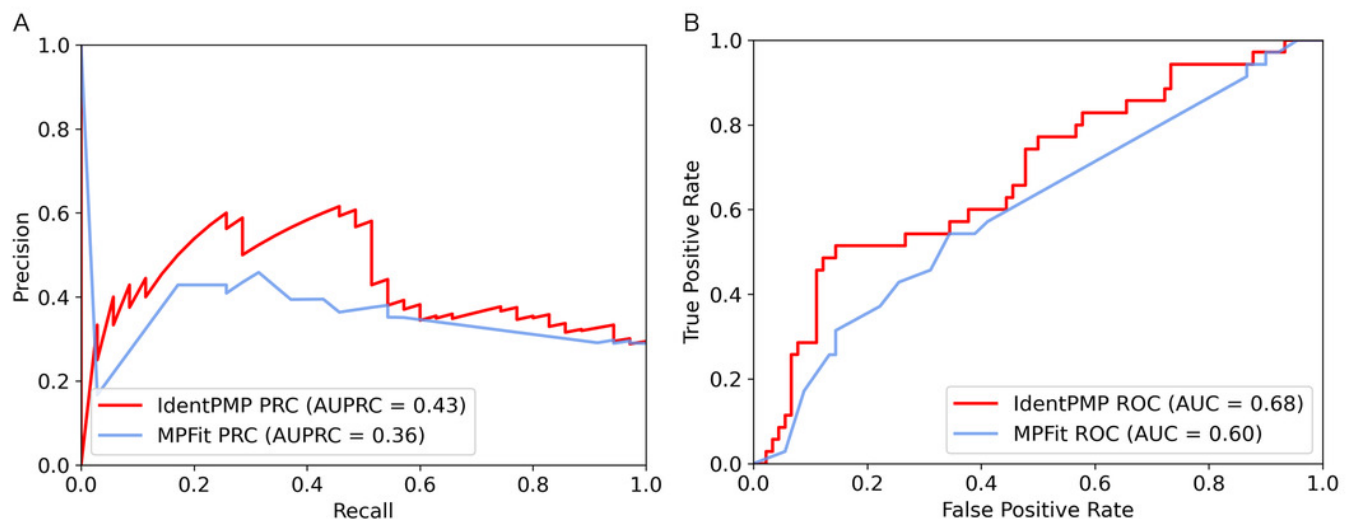 A
1.0
0.8
0.6
0.4
0.2
0.0
Precision
0.0 0.2 0.4 0.6 0.8 1.0
Recall
IdentPMP PRC (AUPRC = 0.43)
MPFit PRC (AUPRC = 0.36)
B
1.0
0.8
0.6
0.4
0.2
0.0
True Positive Rate
0.0 0.2 0.4 0.6 0.8 1.0
False Positive Rate
IdentPMP ROC (AUC = 0.68)
MPFit ROC (AUC = 0.60)